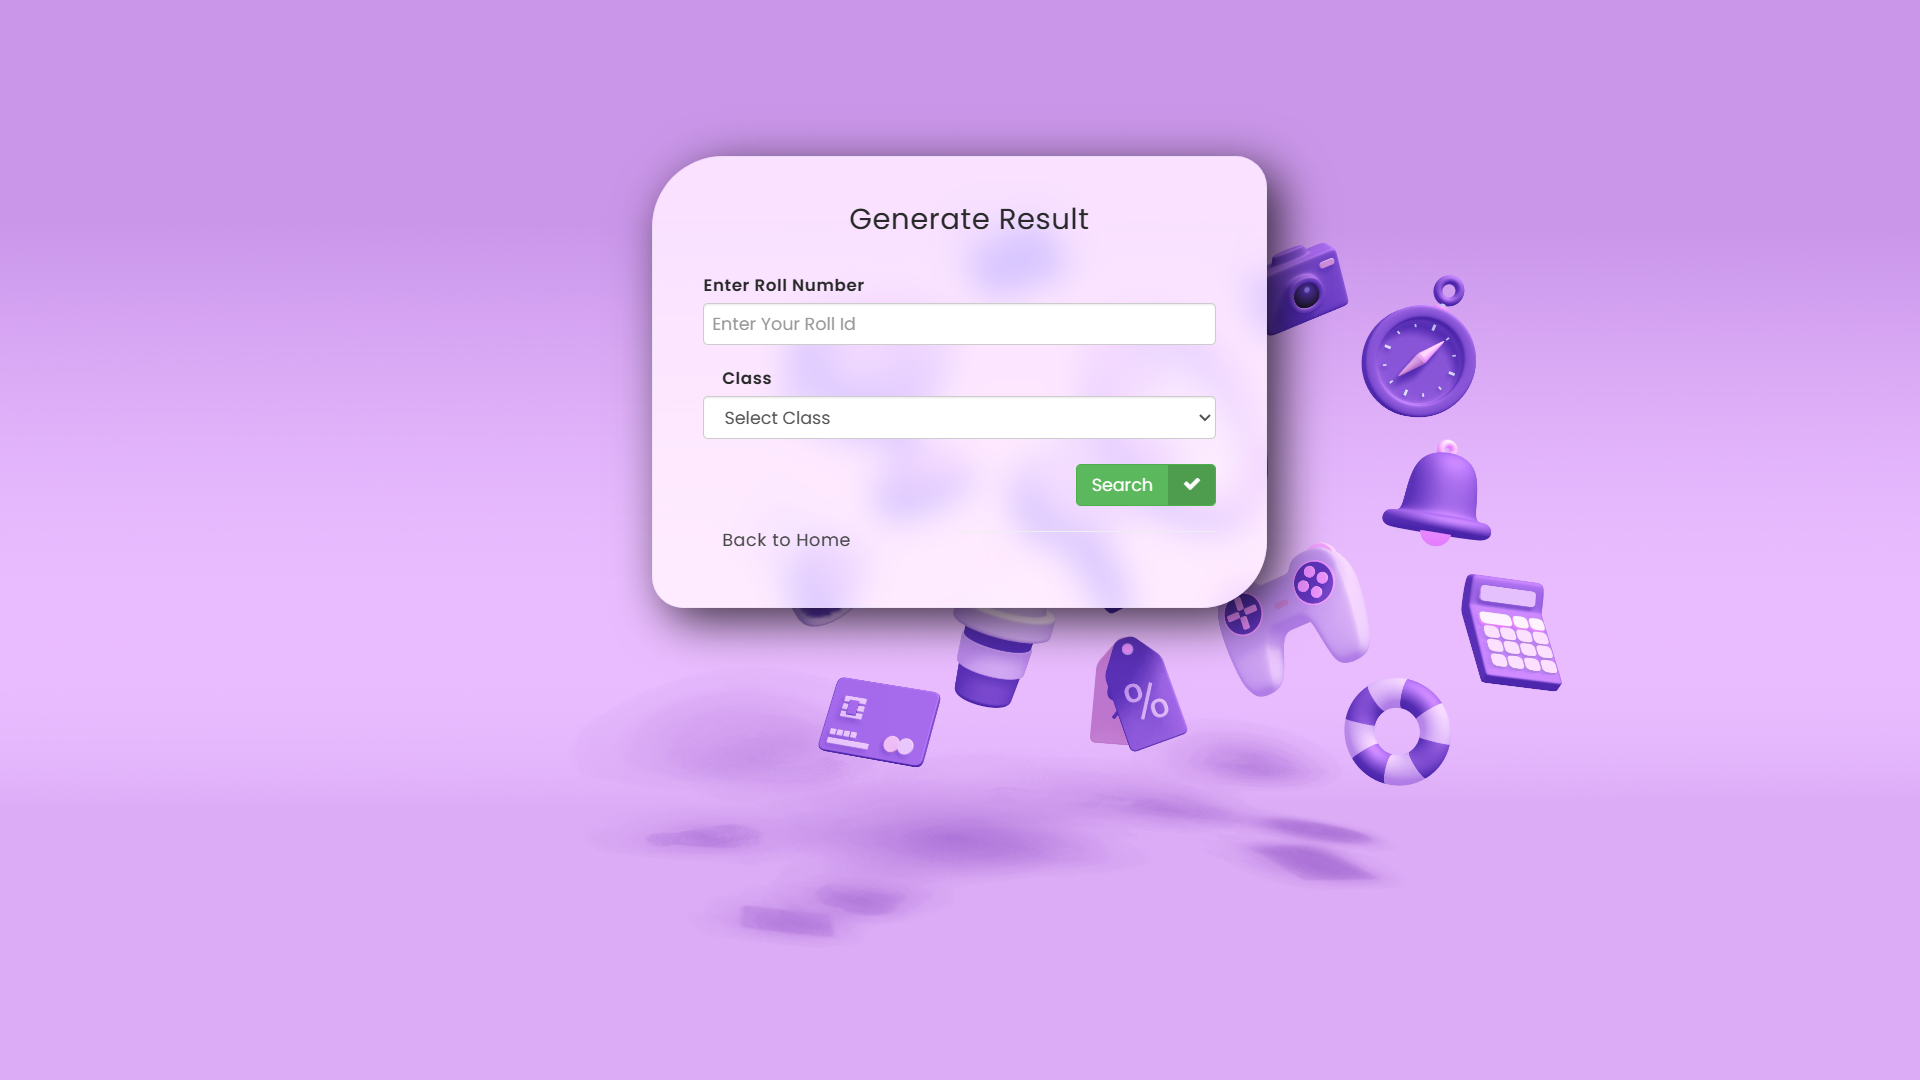 Generate Result
Enter Roll Number
Enter Your Roll Id
Class
Select Class
Search
Back to Home
%